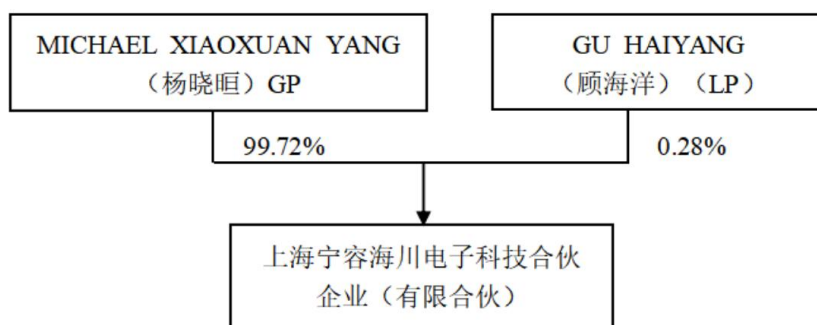 MICHAEL XIAOXUAN YANG
（杨晓晅）GP
GU HAIYANG
（顾海洋）（LP）
99.72%
0.28%
上海宁容海川电子科技合伙
企业（有限合伙）